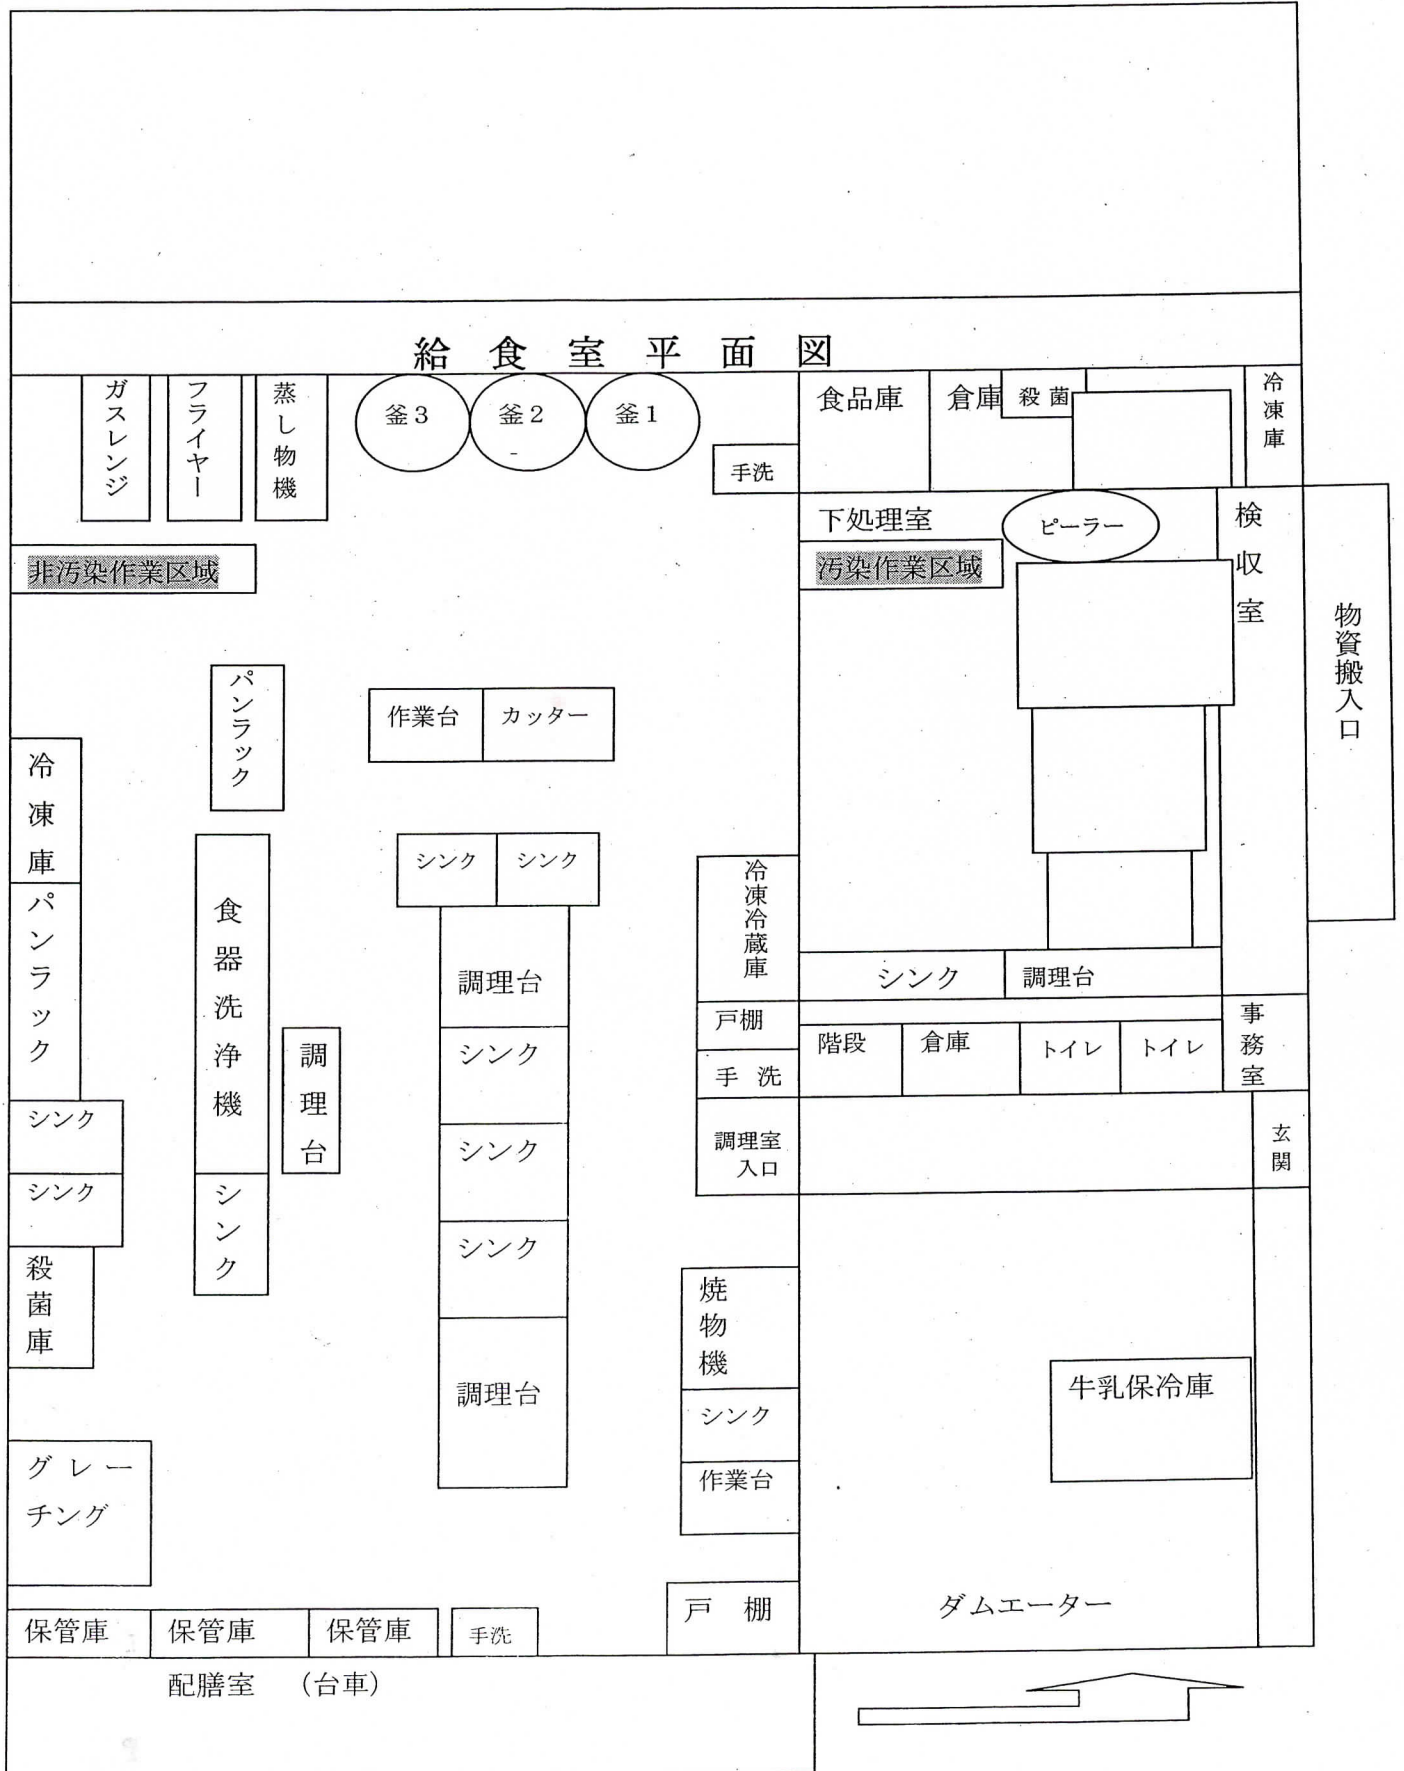 給食室平面図
ガスレンジ
フライヤー
蒸し物機
釜3
釜2
釜1
手洗
食品庫
倉庫
殺菌
冷凍庫
下処理室
ピーラー
検収室
非汚染作業区域
汚染作業区域
物資搬入口
パンラック
作業台
カッター
冷凍庫
パンラック
食器洗浄機
シンク
シンク
冷凍冷蔵庫
調理台
シンク
調理台
戸棚
階段
倉庫
トイレ
トイレ
事務室
調理台
シンク
手洗
シンク
シンク
調理室
入口
玄関
シンク
シンク
シンク
殺菌庫
焼物機
調理台
シンク
牛乳保冷庫
グレー
チング
作業台
戸棚
ダムエーター
保管庫
保管庫
保管庫
手洗
配膳室 (台車)